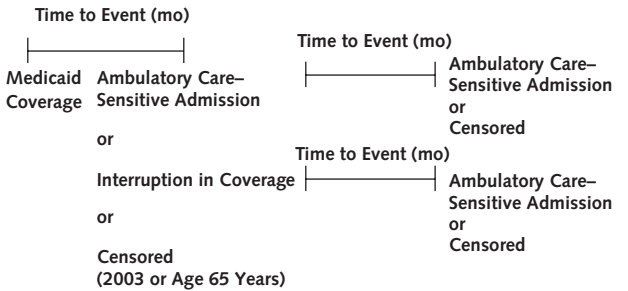 Time to Event (mo)
Medicaid Coverage
Ambulatory Care–
Sensitive Admission
or
Interruption in Coverage
or
Censored
(2003 or Age 65 Years)
Time to Event (mo)
Ambulatory Care–
Sensitive Admission
or
Censored
Time to Event (mo)
Ambulatory Care–
Sensitive Admission
or
Censored